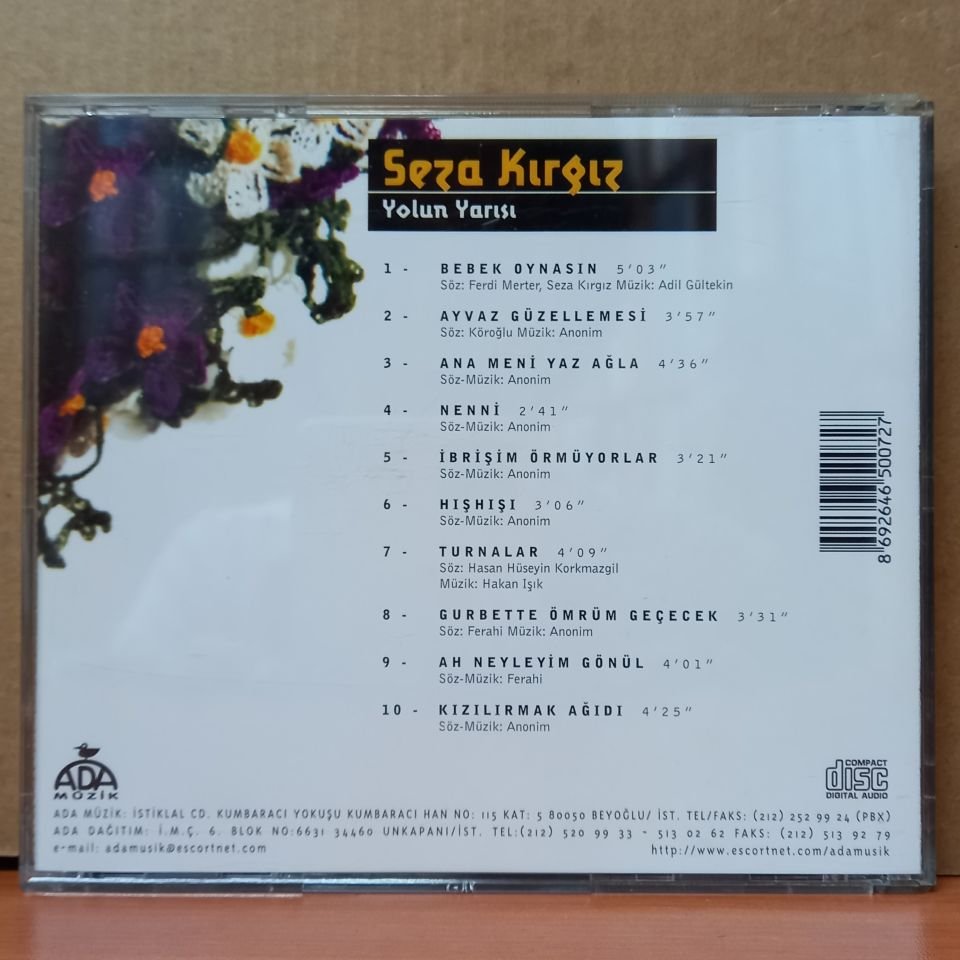 Seza Kırgız
Yolun Yarısı
1 - BEBEK OYNASIN 5'03"
Söz: Ferdi Merter, Seza Kırgız Müzik: Adil Gültekin
2 - AYVAZ GÜZELLEMESİ 3'57"
Söz: Köroğlu Müzik: Anonim
3 - ANA MENİ YAZ AĞLA 4'36"
Söz-Müzik: Anonim
4 - NENNİ 2'41"
Söz-Müzik: Anonim
5 - İBRİŞİM ÖRMÜYORLAR 3'21"
Söz-Müzik: Anonim
6 - HIŞHIŞI 3'06"
Söz-Müzik: Anonim
7 - TURNALAR 4'09"
Söz: Hasan Hüseyin Korkmazgil
Müzik: Hakan Işık
8 - GURBETTE ÖMRÜM GEÇECEK 3'31"
Söz: Ferahi Müzik: Anonim
9 - AH NEYLEYİM GÖNÜL 4'01"
Söz-Müzik: Ferahi
10 - KIZILIRMAK AĞIDI 4'25"
Söz-Müzik: Anonim
8 692646 500727
ADA
MÜZİK
COMPACT
disc
DIGITAL AUDIO
ADA MÜZİK: İSTİKLAL CD. KUMBARACI YOKUŞU KUMBARACI HAN NO: 115 KAT: 5 80050 BEYOĞLU/ İST. TEL/FAKS: (212) 252 99 24 (PBX)
ADA DAĞITIM: İ.M.Ç. 6. BLOK NO:6631 34460 UNKAPANI/İST. TEL:(212) 520 99 33 - 513 02 62 FAKS: (212) 513 92 79
e-mail: adamusik@escortnet.com
http://www.escortnet.com/adamusik